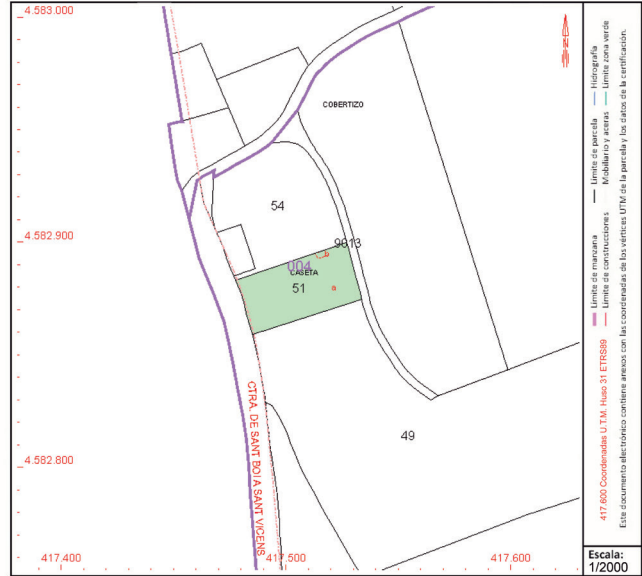 4.583.000
COBERTIZO
54
4.582.900
9013
004
CASETA
51
CTRA. DE SANT BOI A SANT VICENS
49
4.582.800
417.400
417.500
417.600
Límite de manzana
Límite de parcela
Hidrografía
Límite de construcciones
Mobiliario y aceras
Límite zona verde
417.600 Coordenadas U.T.M. Huso 31 ETRS89
Este documento electrónico contiene anexos con las coordenadas de los vértices UTM de la parcela y los datos de la certificación.
Escala:
1/2000